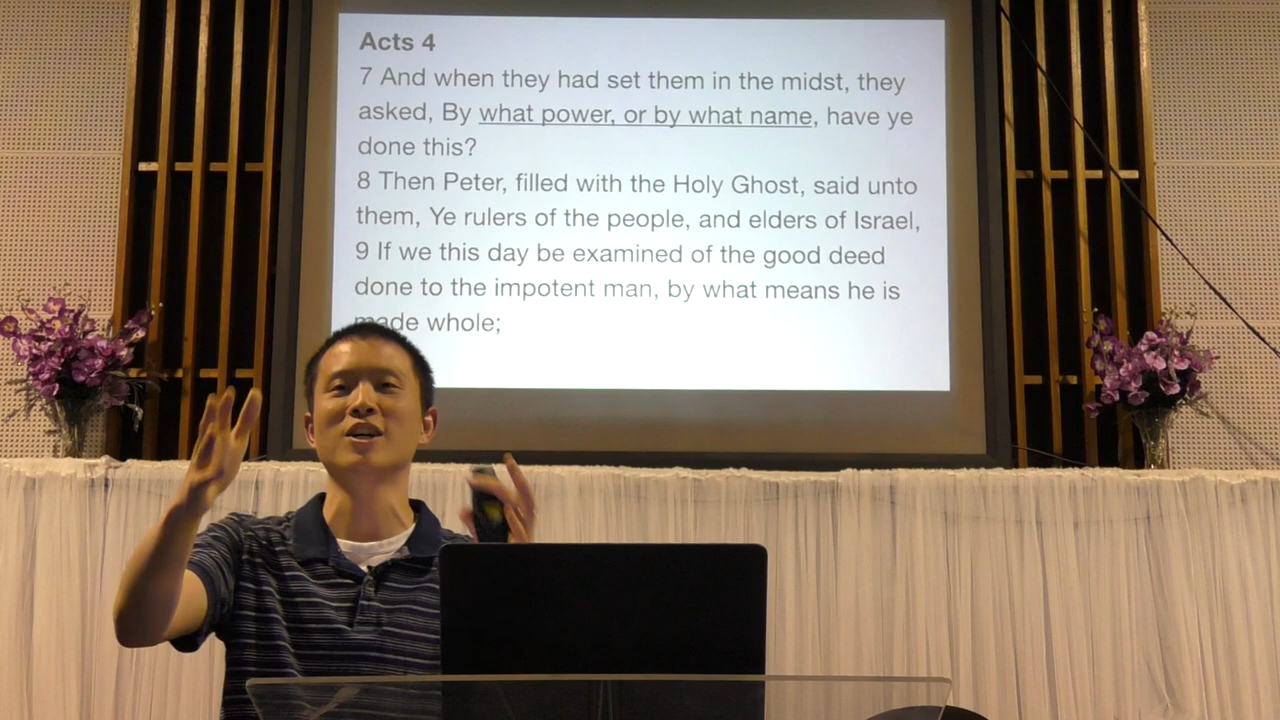 Acts 4
7 And when they had set them in the midst, they
asked, By what power, or by what name, have ye
done this?
8 Then Peter, filled with the Holy Ghost, said unto
them, Ye rulers of the people, and elders of Israel,
9 If we this day be examined of the good deed
done to the impotent man, by what means he is
made whole;